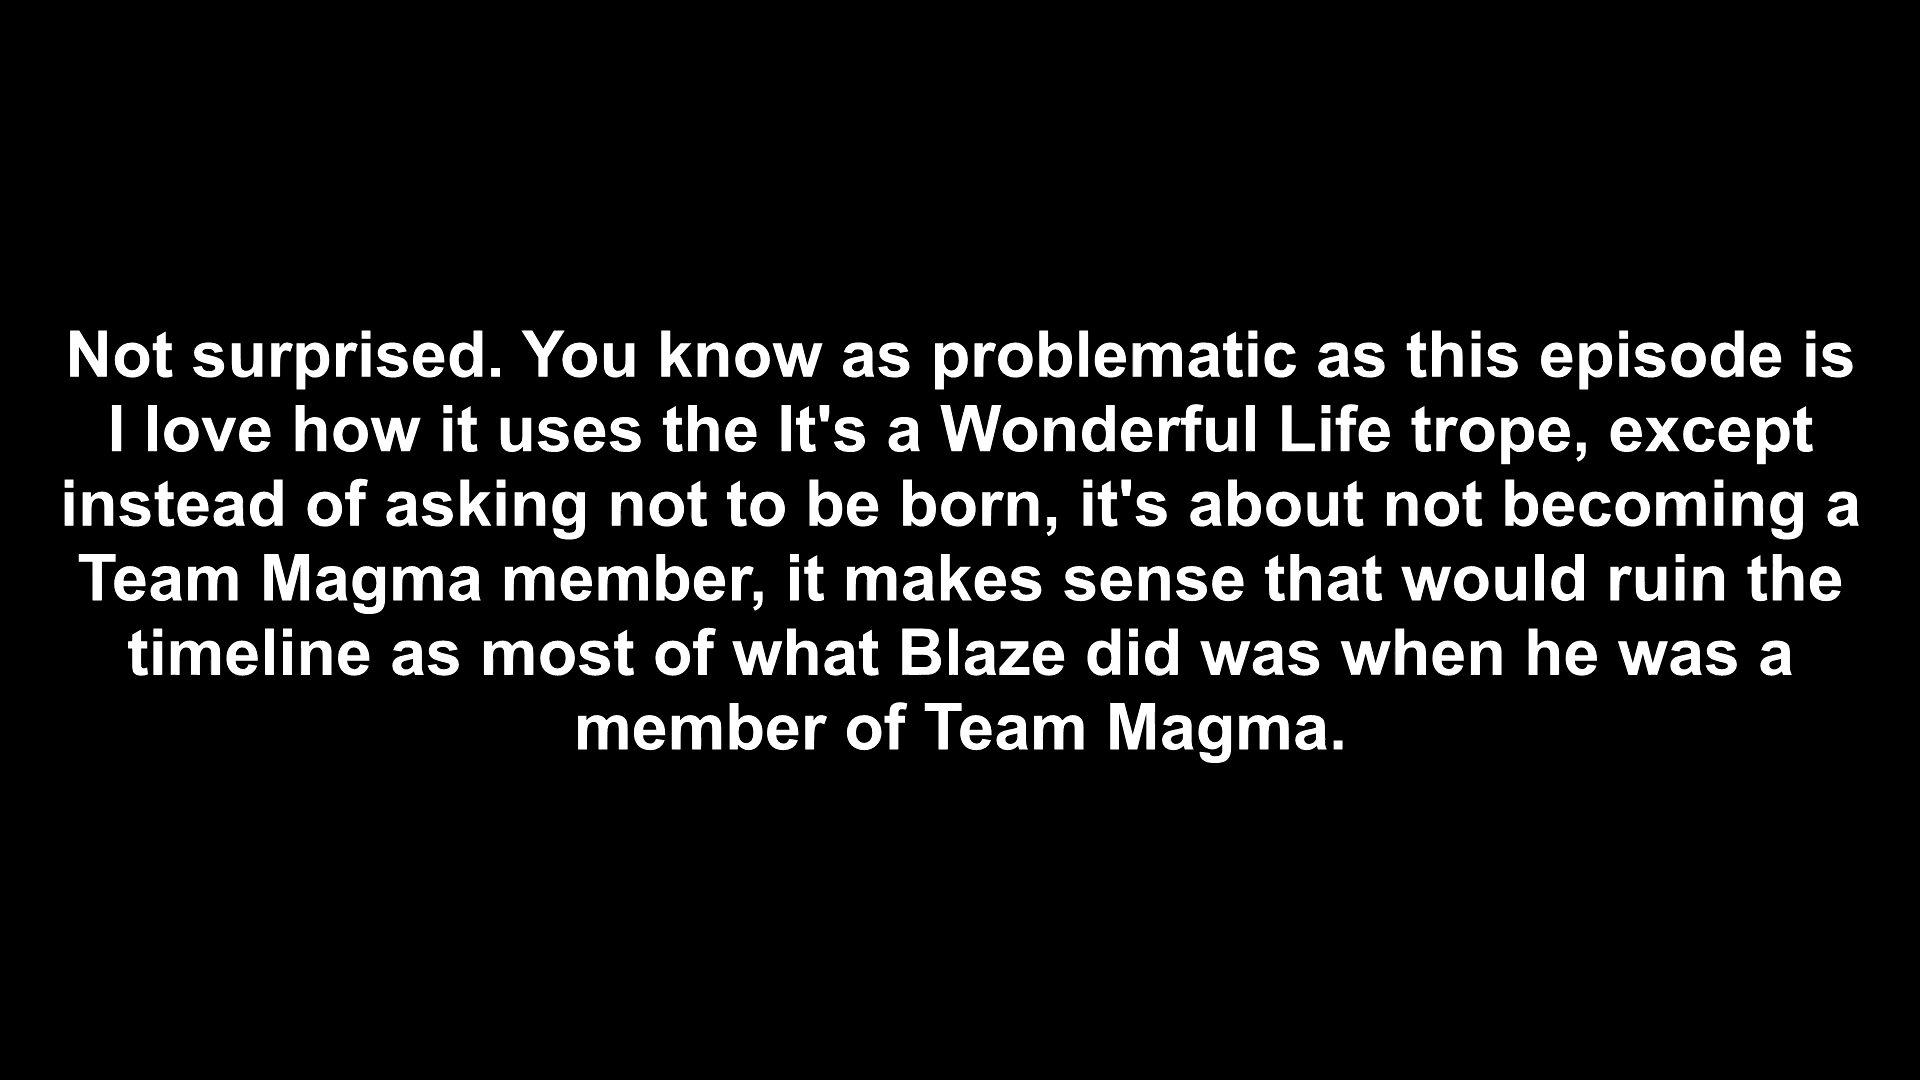 Not surprised. You know as problematic as this episode is
I love how it uses the It's a Wonderful Life trope, except
instead of asking not to be born, it's about not becoming a
Team Magma member, it makes sense that would ruin the
timeline as most of what Blaze did was when he was a
member of Team Magma.